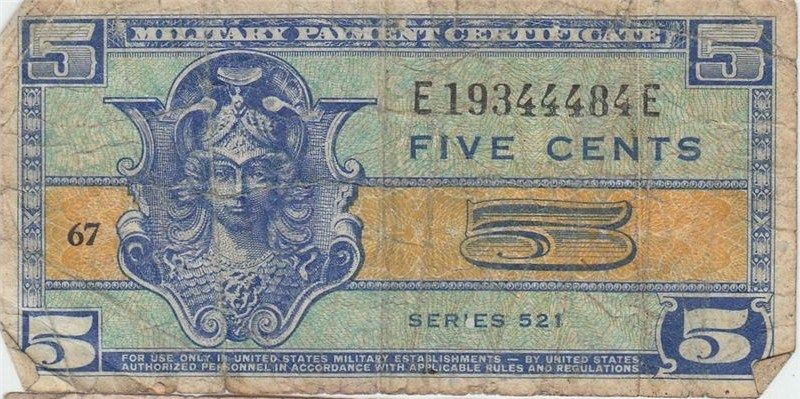 5 MILITARY PAYMENT CERTIFICATE 5
E19344484E
FIVE CENTS
67 5
SERIES 521
5 5
FOR USE ONLY IN UNITED STATES MILITARY ESTABLISHMENTS — BY UNITED STATES
AUTHORIZED PERSONNEL IN ACCORDANCE WITH APPLICABLE RULES AND REGULATIONS